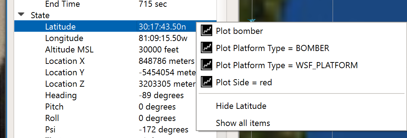 End Time 715 sec
State
Latitude 30:17:43.50n
Longitude 81:09:15.50w
Altitude MSL 30000 feet
Location X 848786 meters
Location Y -5454054 mete
Location Z 3203305 meter
Heading -89 degrees
Pitch 0 degrees
Roll 0 degrees
Psi -172 degrees
Plot bomber
Plot Platform Type = BOMBER
Plot Platform Type = WSF_PLATFORM
Plot Side = red
Hide Latitude
Show all items